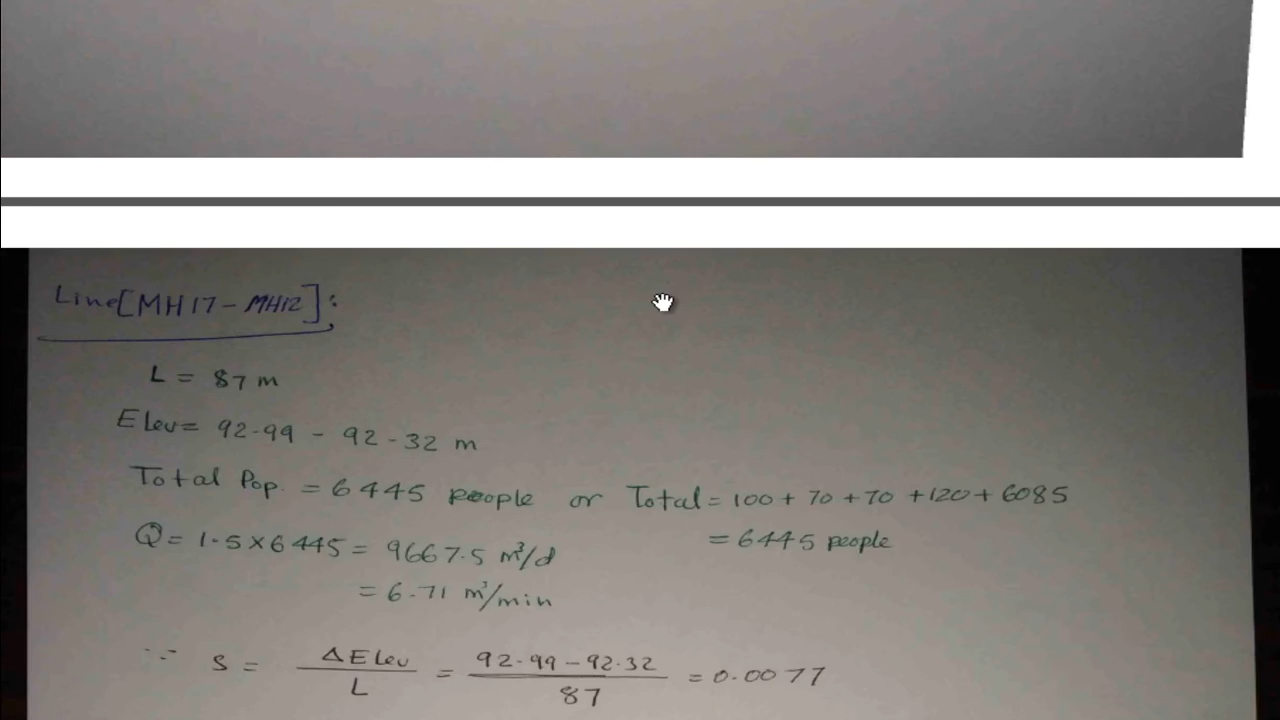 Line[MH17-MH12]:
L = 87 m
Elev= 92.99 - 92.32 m
Total Pop. = 6445 people or Total = 100 + 70 + 70 + 120 + 6085
= 6445 people
Q = 1.5 × 6445 = 9667.5 m³/d
= 6.71 m³/min
∵ S = ΔElev / L = 92.99 - 92.32 / 87 = 0.0077